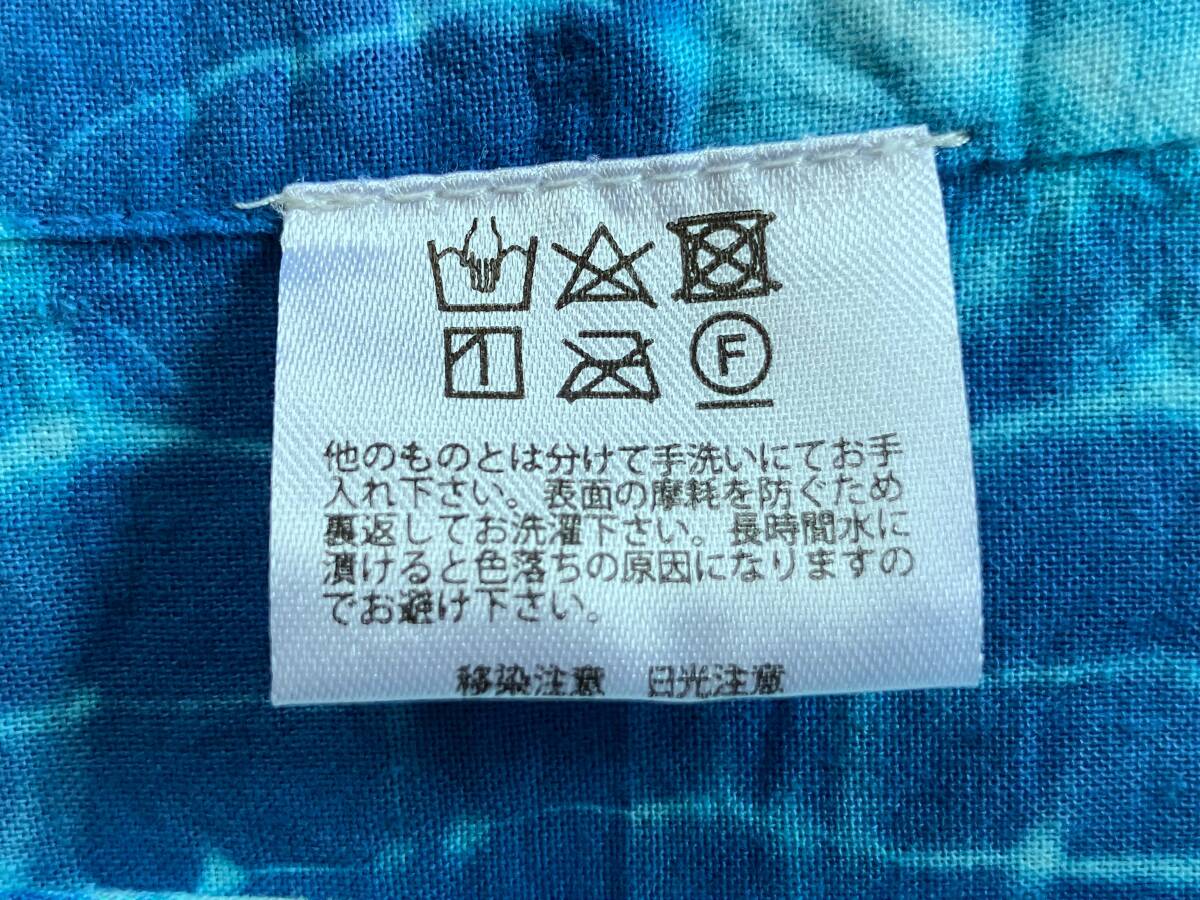 1
F
他のものとは分けて手洗いにてお手
入れ下さい。表面の摩耗を防ぐため
裏返してお洗濯下さい。長時間水に
漬けると色落ちの原因になりますの
でお避け下さい。
移染注意 日光注意